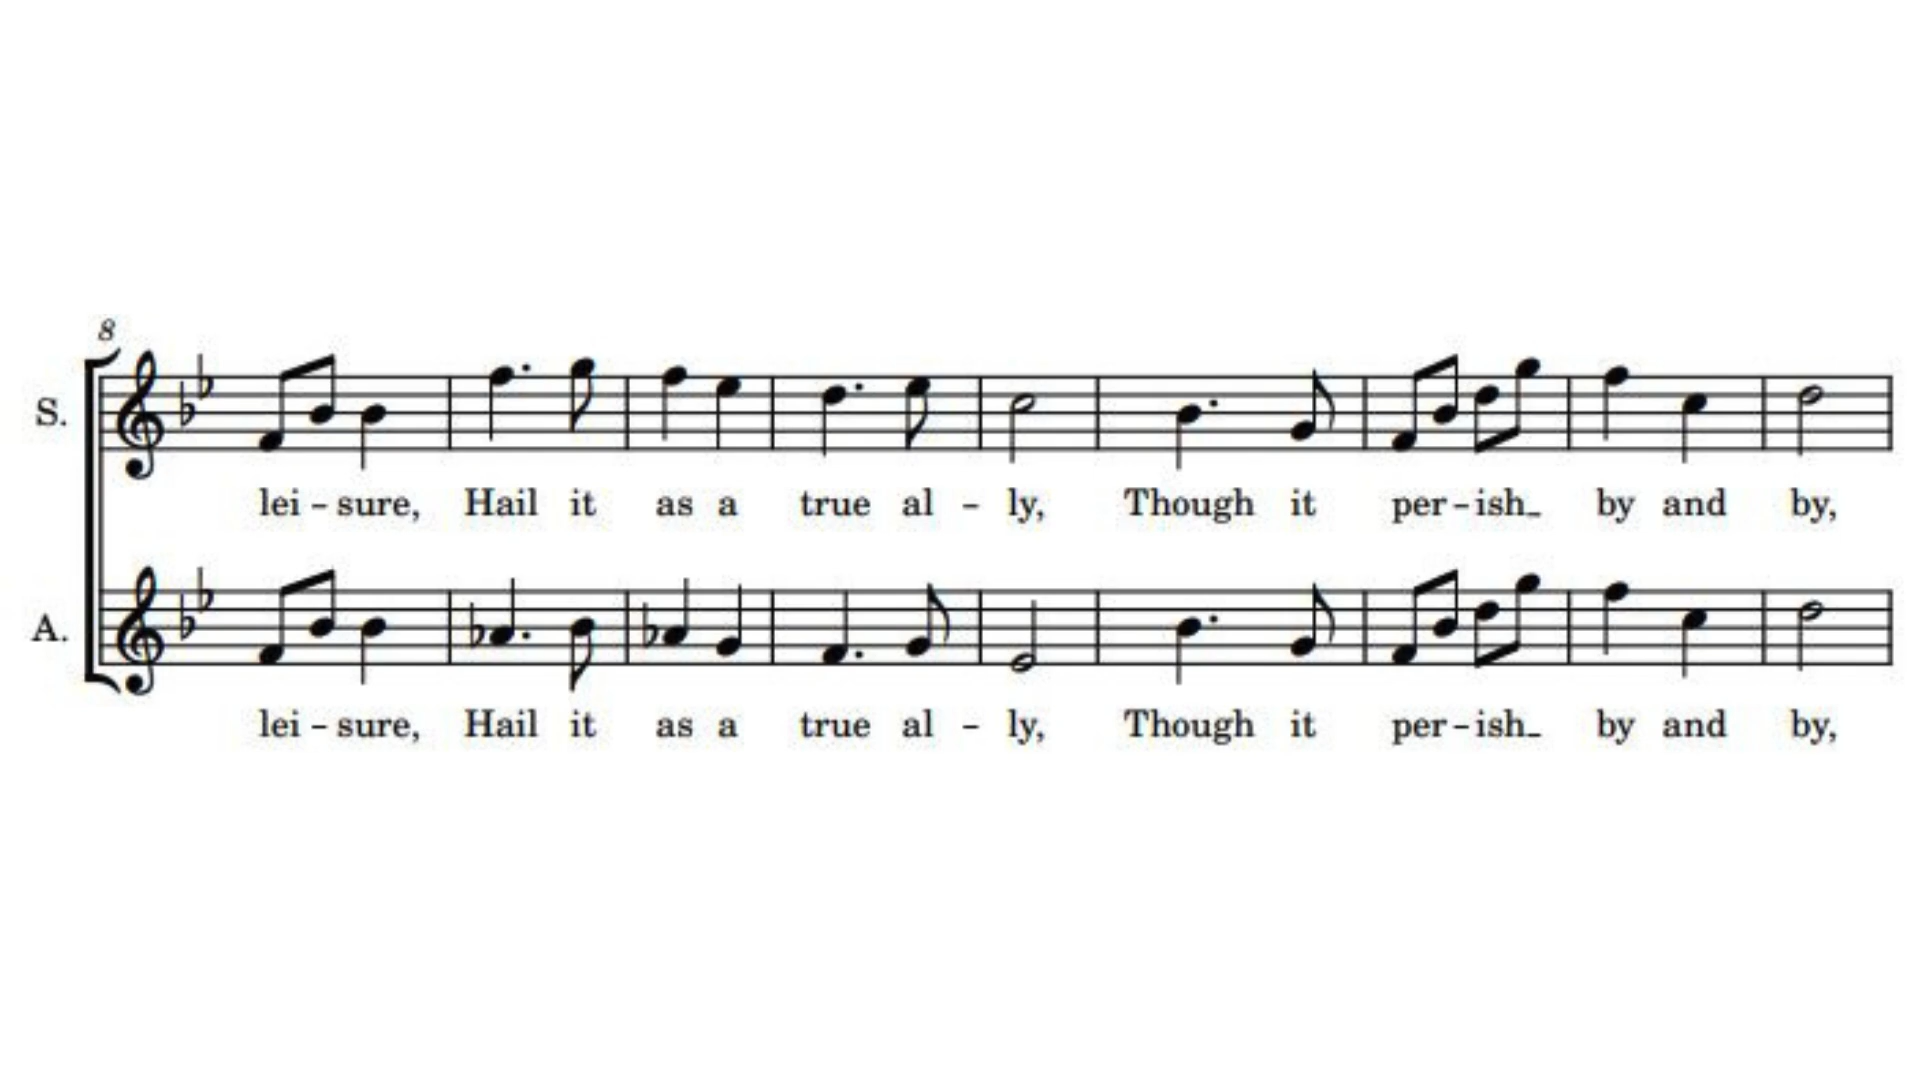 8
S.
lei – sure, Hail it as a true al – ly, Though it per – ish_ by and by,
A.
lei – sure, Hail it as a true al – ly, Though it per – ish_ by and by,